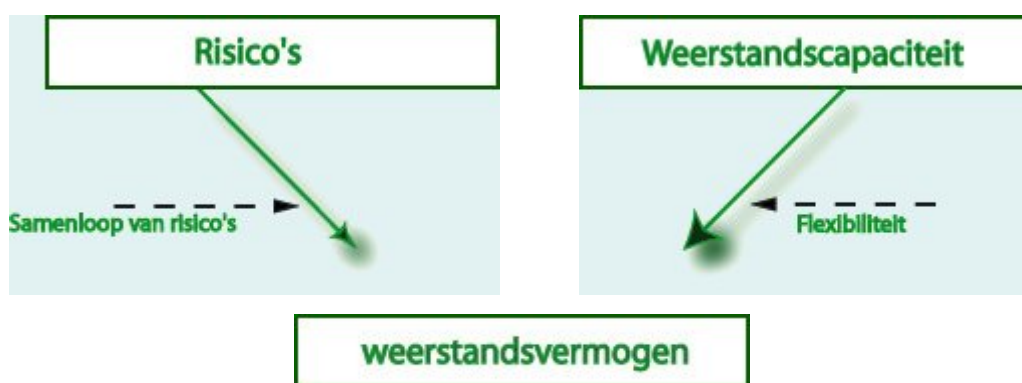 Risico's
Weerstandscapaciteit
Samenloop van risico's
Flexibiliteit
weerstandsvermogen